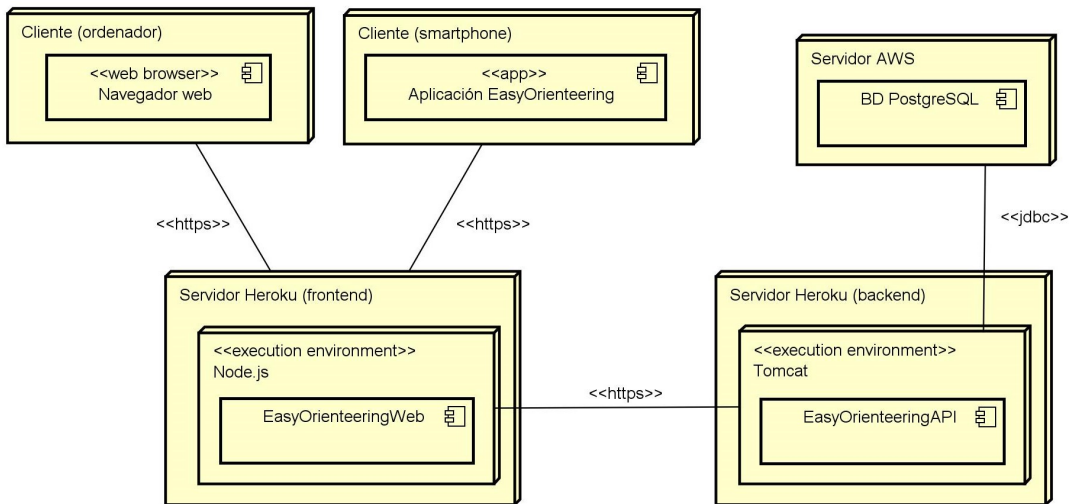 Cliente (ordenador)
<<web browser>>
Navegador web
Cliente (smartphone)
<<app>>
Aplicación EasyOrienteering
Servidor AWS
BD PostgreSQL
<<https>>
<<https>>
<<jdbc>>
Servidor Heroku (frontend)
<<execution environment>>
Node.js
EasyOrienteeringWeb
<<https>>
Servidor Heroku (backend)
<<execution environment>>
Tomcat
EasyOrienteeringAPI